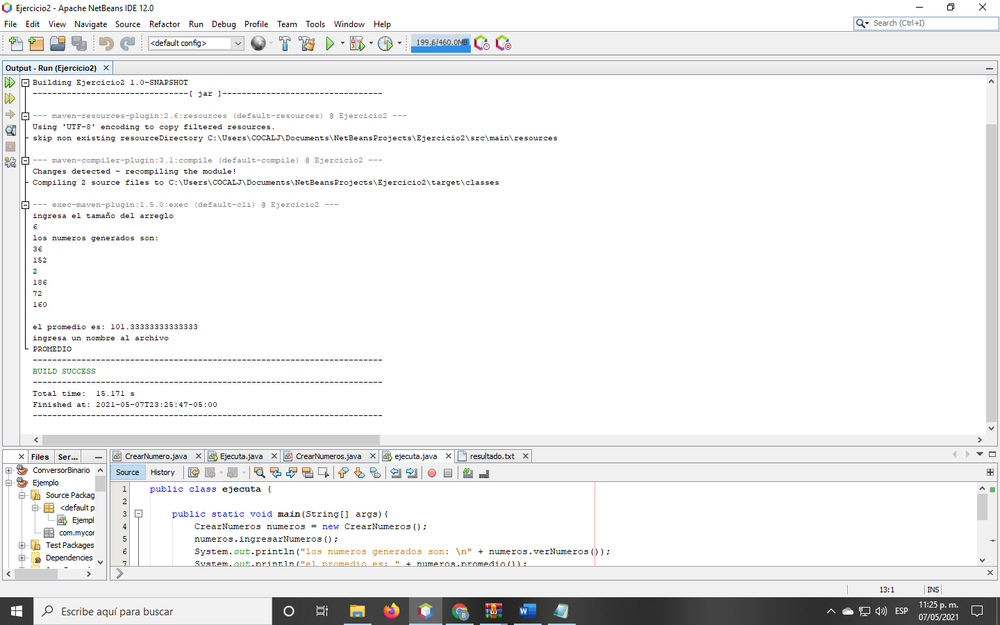 Ejercicio2 - Apache NetBeans IDE 12.0
File Edit View Navigate Source Refactor Run Debug Profile Team Tools Window Help
Search (Ctrl+I)
<default config>
199.6/460.0MB
Output - Run (Ejercicio2)
Building Ejercicio2 1.0-SNAPSHOT
--------------------------------[ jar ]---------------------------------
--- maven-resources-plugin:2.6:resources (default-resources) @ Ejercicio2 ---
Using 'UTF-8' encoding to copy filtered resources.
skip non existing resourceDirectory C:\Users\COCALJ\Documents\NetBeansProjects\Ejercicio2\src\main\resources
--- maven-compiler-plugin:3.1:compile (default-compile) @ Ejercicio2 ---
Changes detected - recompiling the module!
Compiling 2 source files to C:\Users\COCALJ\Documents\NetBeansProjects\Ejercicio2\target\classes
--- exec-maven-plugin:1.5.0:exec (default-cli) @ Ejercicio2 ---
ingresa el tamaño del arreglo
6
los numeros generados son:
36
152
2
186
72
160
el promedio es: 101.33333333333333
ingresa un nombre al archivo
PROMEDIO
------------------------------------------------------------------------
BUILD SUCCESS
------------------------------------------------------------------------
Total time:  15.171 s
Finished at: 2021-05-07T23:25:47-05:00
------------------------------------------------------------------------
Files Ser...
ConversorBinario
Ejemplo
Source Packag
<default p
Ejempl
com.mycor
Test Packages
Dependencies
CrearNumero.java Ejecuta.java CrearNumeros.java ejecuta.java resultado.txt
Source History
1 public class ejecuta {
2
3 public static void main(String[] args){
4 CrearNumeros numeros = new CrearNumeros();
5 numeros.ingresarNumeros();
6 System.out.println("los numeros generados son: \n" + numeros.verNumeros());
7 System.out.println("el promedio es: " + numeros.promedio());
13:1 INS
Escribe aquí para buscar
ESP
11:25 p. m.
07/05/2021